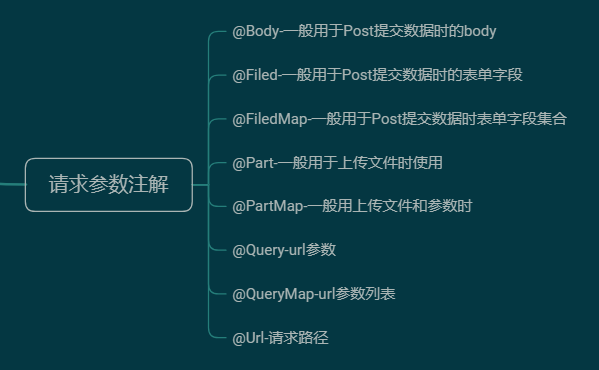 请求参数注解
@Body-一般用于Post提交数据时的body
@Filed-一般用于Post提交数据时的表单字段
@FiledMap-一般用于Post提交数据时表单字段集合
@Part-一般用于上传文件时使用
@PartMap-一般用上传文件和参数时
@Query-url参数
@QueryMap-url参数列表
@Url-请求路径